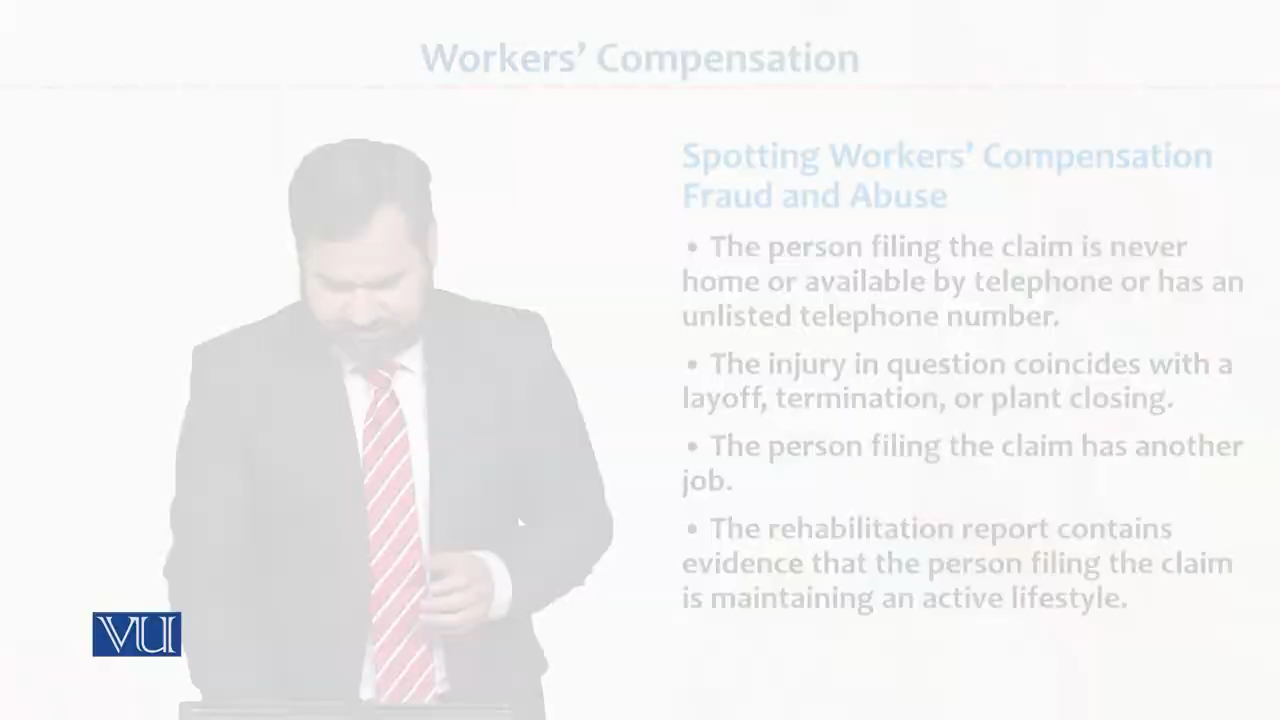 Workers’ Compensation
Spotting Workers’ Compensation
Fraud and Abuse
• The person filing the claim is never
home or available by telephone or has an
unlisted telephone number.
• The injury in question coincides with a
layoff, termination, or plant closing.
• The person filing the claim has another
job.
• The rehabilitation report contains
evidence that the person filing the claim
is maintaining an active lifestyle.
VU